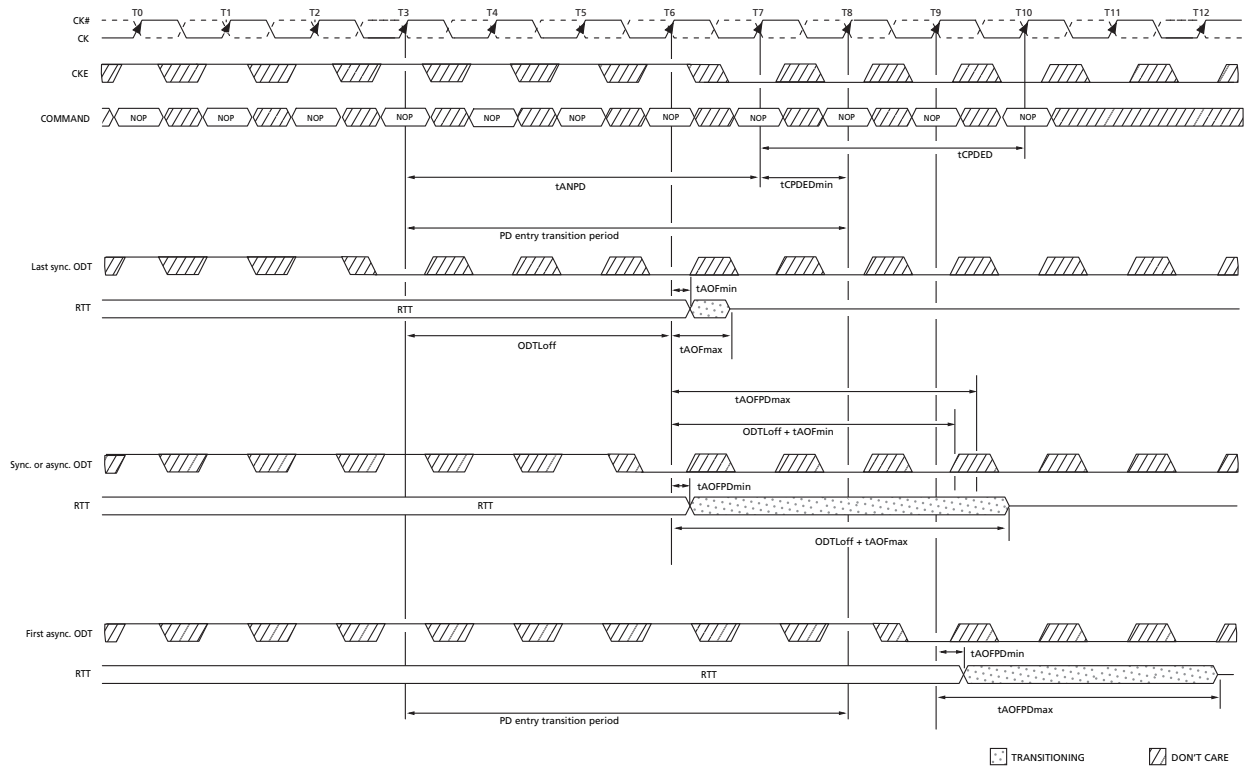 T0 T1 T2 T3 T4 T5 T6 T7 T8 T9 T10 T11 T12
CK#
CK
CKE
COMMAND NOP NOP NOP NOP NOP NOP NOP NOP NOP NOP NOP
tCPDED
tANPD tCPDEDmin
PD entry transition period
Last sync. ODT
tAOFmin
RTT RTT
ODTLoff tAOFmax
tAOFPDmax
ODTLoff + tAOFmin
Sync. or async. ODT
tAOFPDmin
RTT RTT
ODTLoff + tAOFmax
First async. ODT
tAOFPDmin
RTT RTT
tAOFPDmax
PD entry transition period
TRANSITIONING DON'T CARE